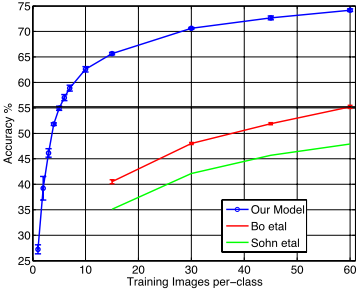 75
70
65
60
55
50
45
40
35
30
25
Accuracy %
Our Model
Bo etal
Sohn etal
0 10 20 30 40 50 60
Training Images per-class